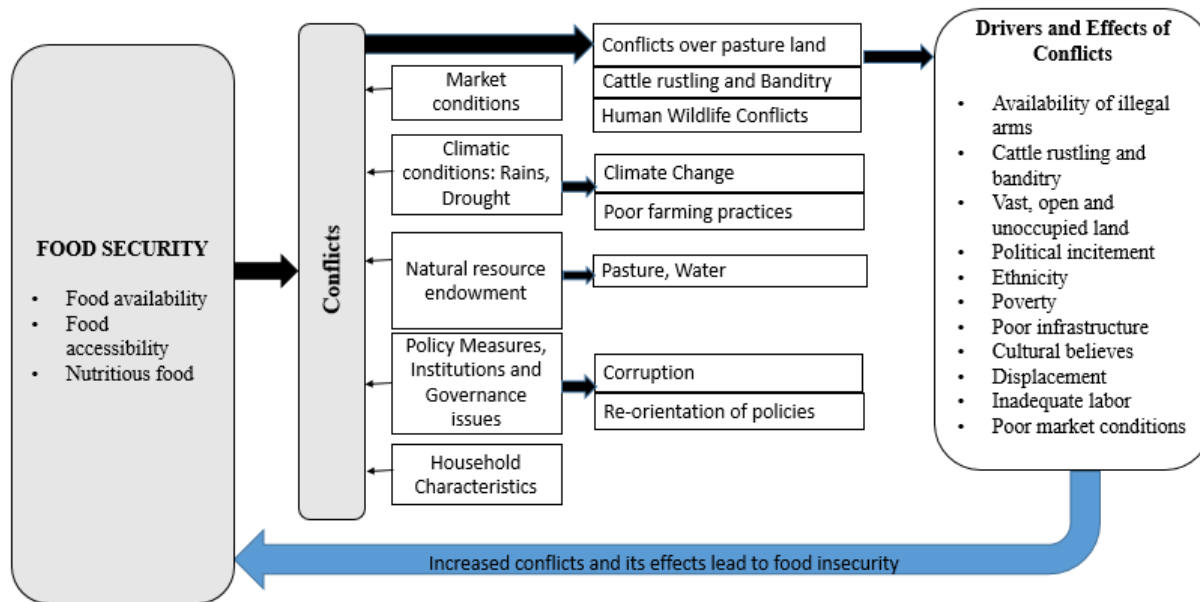 FOOD SECURITY
• Food availability
• Food
accessibility
• Nutritious food
Conflicts
Market
conditions
Climatic
conditions: Rains,
Drought
Natural resource
endowment
Policy Measures,
Institutions and
Governance
issues
Household
Characteristics
Conflicts over pasture land
Cattle rustling and Banditry
Human Wildlife Conflicts
Climate Change
Poor farming practices
Pasture, Water
Corruption
Re-orientation of policies
Drivers and Effects of
Conflicts
• Availability of illegal
arms
• Cattle rustling and
banditry
• Vast, open and
unoccupied land
• Political incitement
• Ethnicity
• Poverty
• Poor infrastructure
• Cultural believes
• Displacement
• Inadequate labor
• Poor market conditions
Increased conflicts and its effects lead to food insecurity